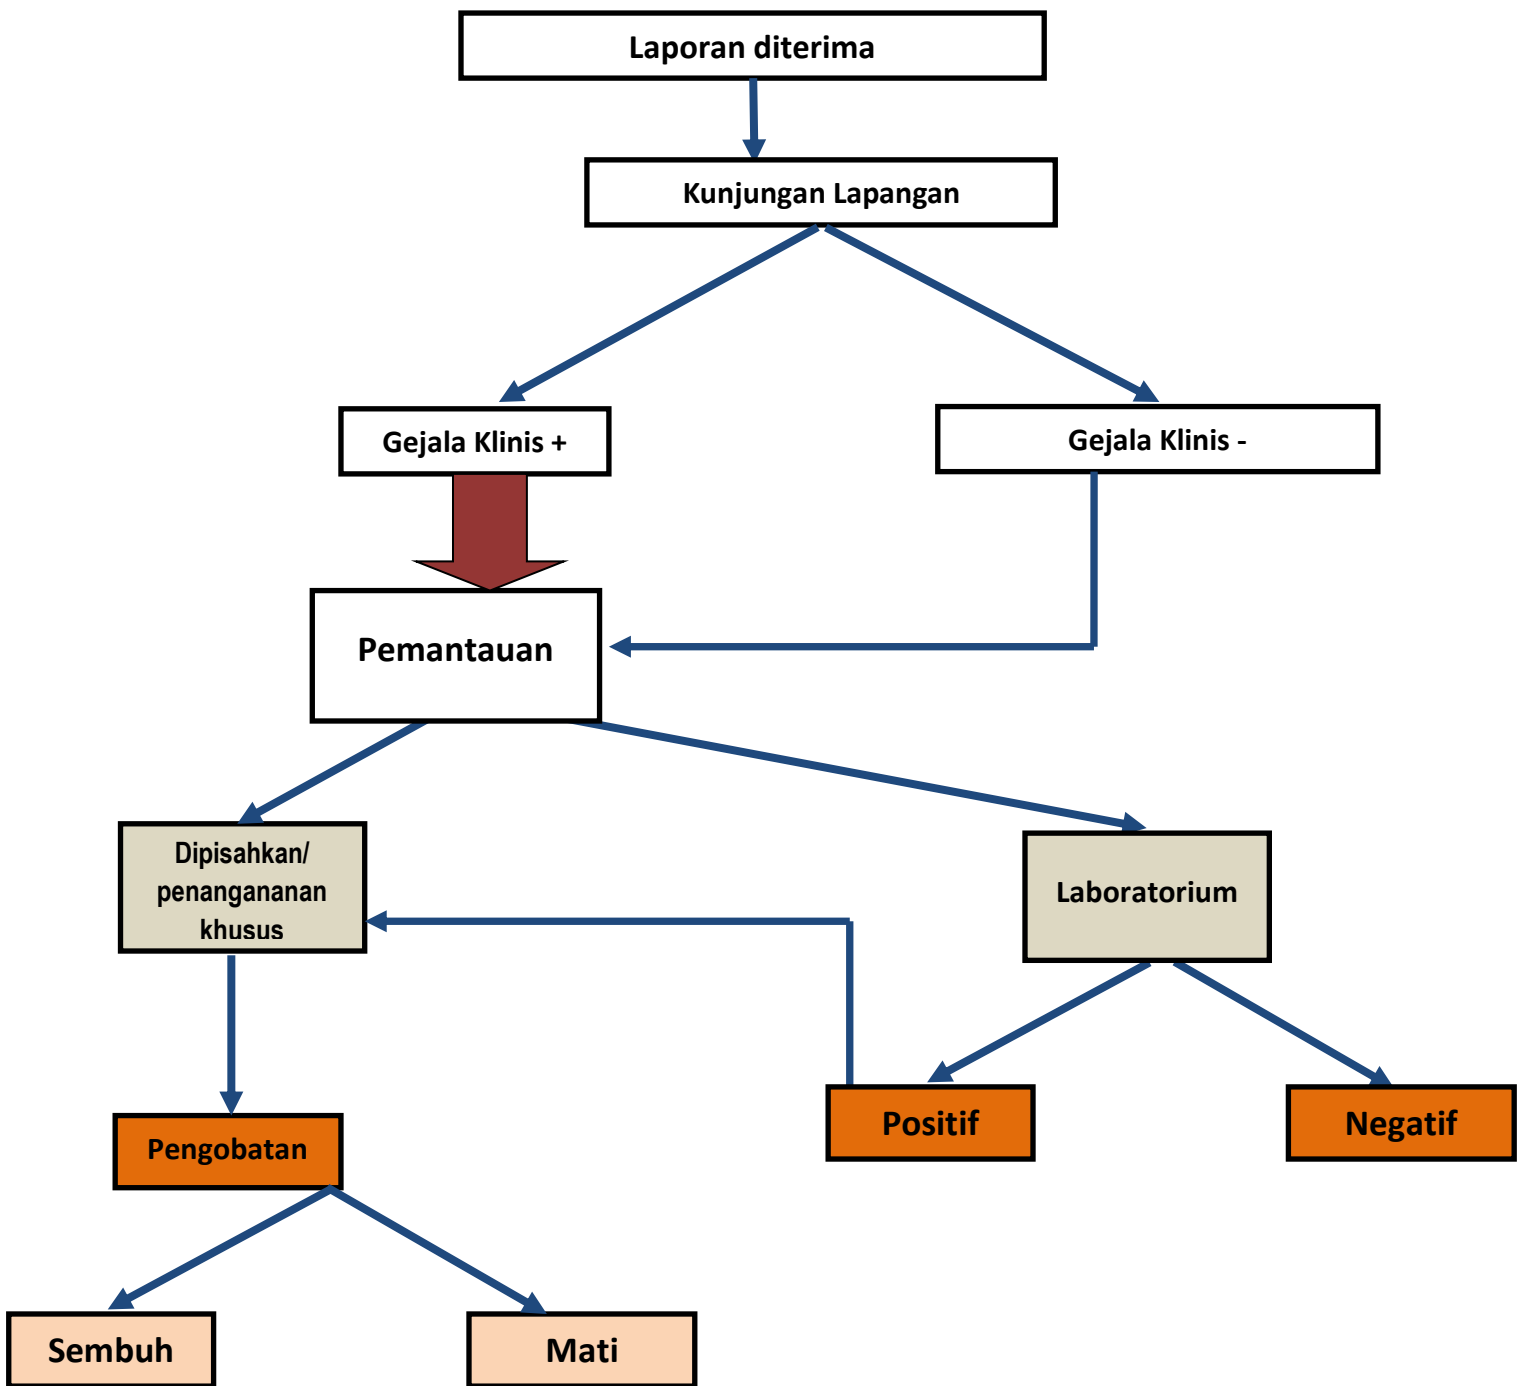 Laporan diterima
Kunjungan Lapangan
Gejala Klinis +
Gejala Klinis -
Pemantauan
Dipisahkan/
penangananan
khusus
Laboratorium
Positif
Negatif
Pengobatan
Sembuh
Mati